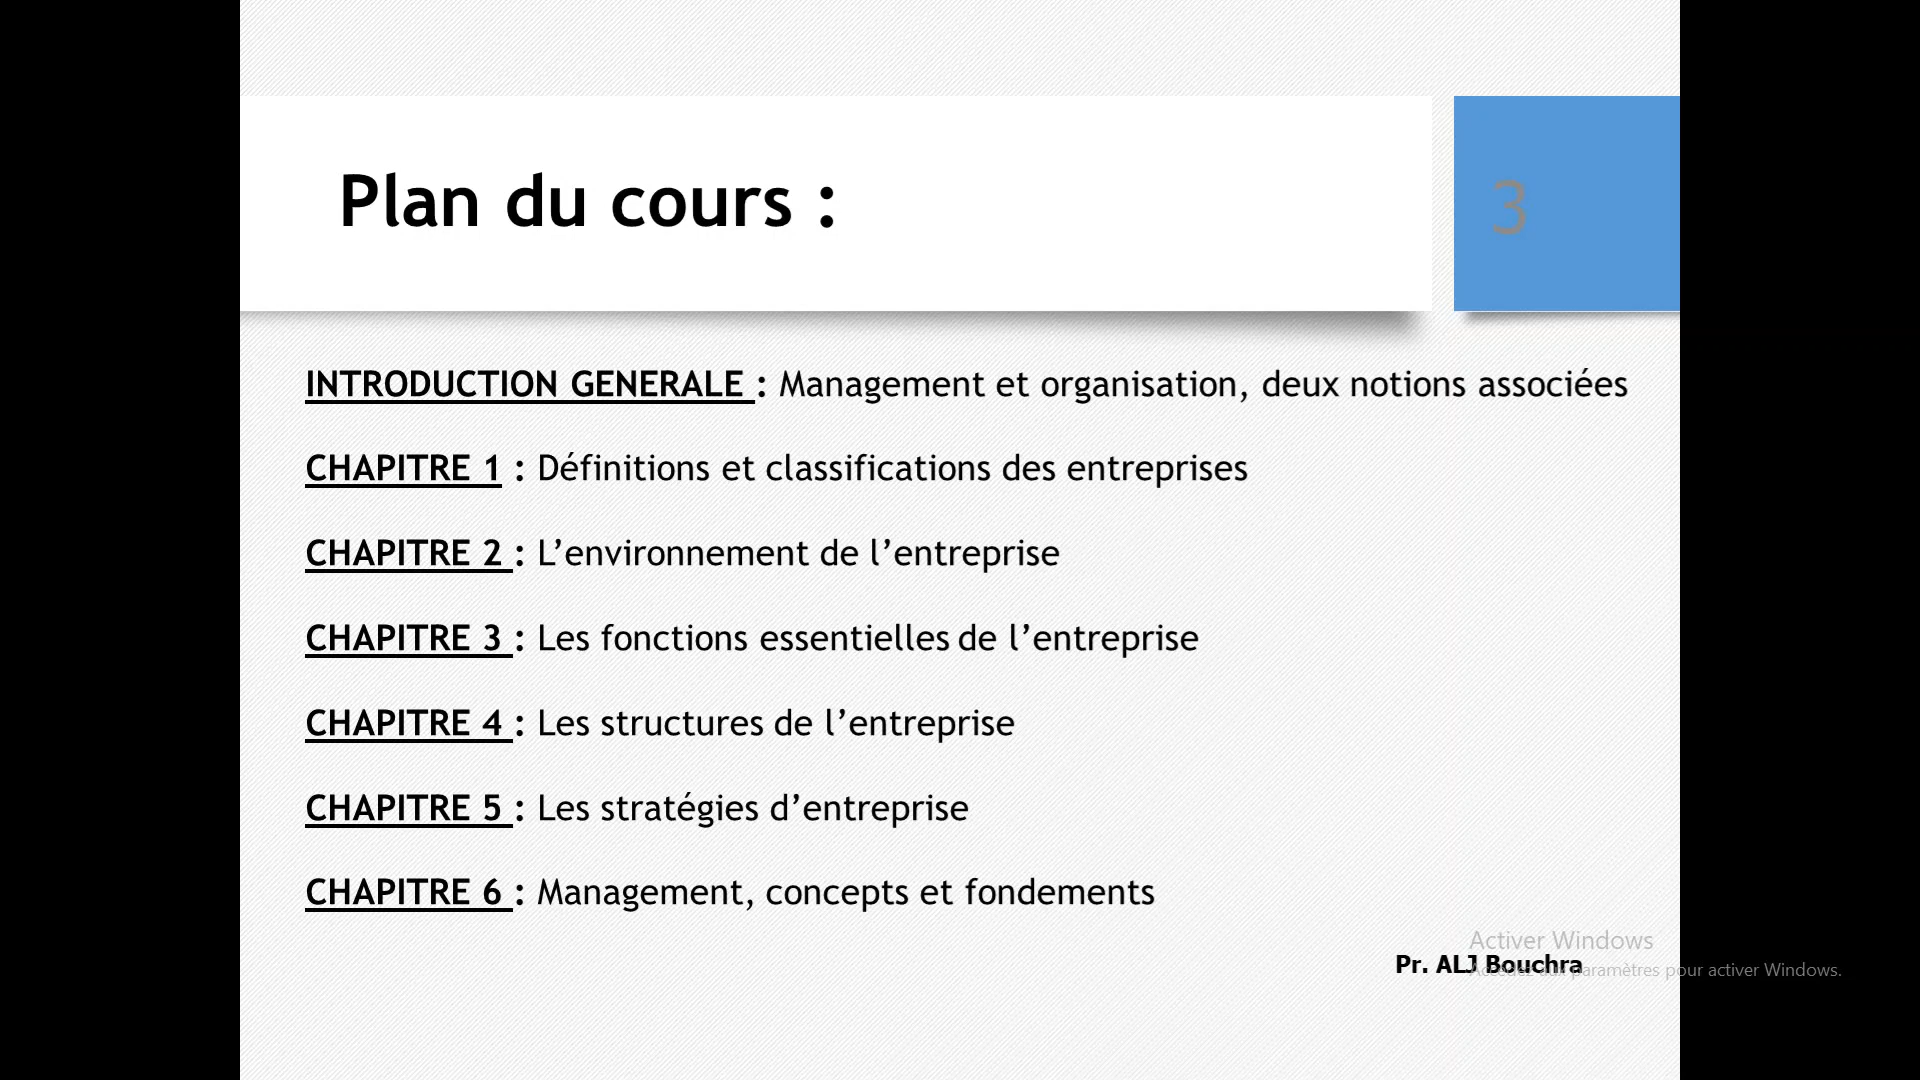 Plan du cours :
3
INTRODUCTION GENERALE : Management et organisation, deux notions associées
CHAPITRE 1 : Définitions et classifications des entreprises
CHAPITRE 2 : L’environnement de l’entreprise
CHAPITRE 3 : Les fonctions essentielles de l’entreprise
CHAPITRE 4 : Les structures de l’entreprise
CHAPITRE 5 : Les stratégies d’entreprise
CHAPITRE 6 : Management, concepts et fondements
Activer Windows
Pr. ALJ Bouchra
Accédez aux paramètres pour activer Windows.